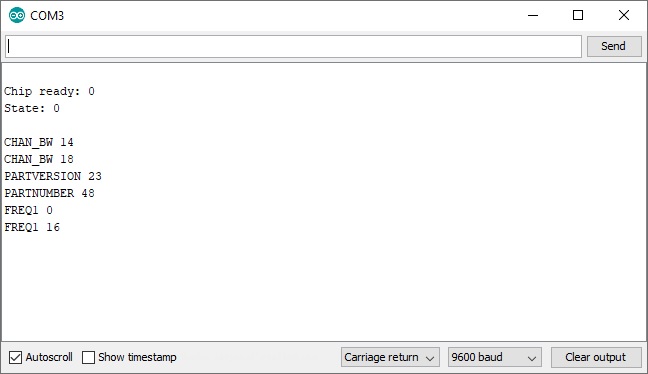 COM3
Send
Chip ready: 0
State: 0
CHAN_BW 14
CHAN_BW 18
PARTVERSION 23
PARTNUMBER 48
FREQ1 0
FREQ1 16
Autoscroll Show timestamp Carriage return 9600 baud Clear output